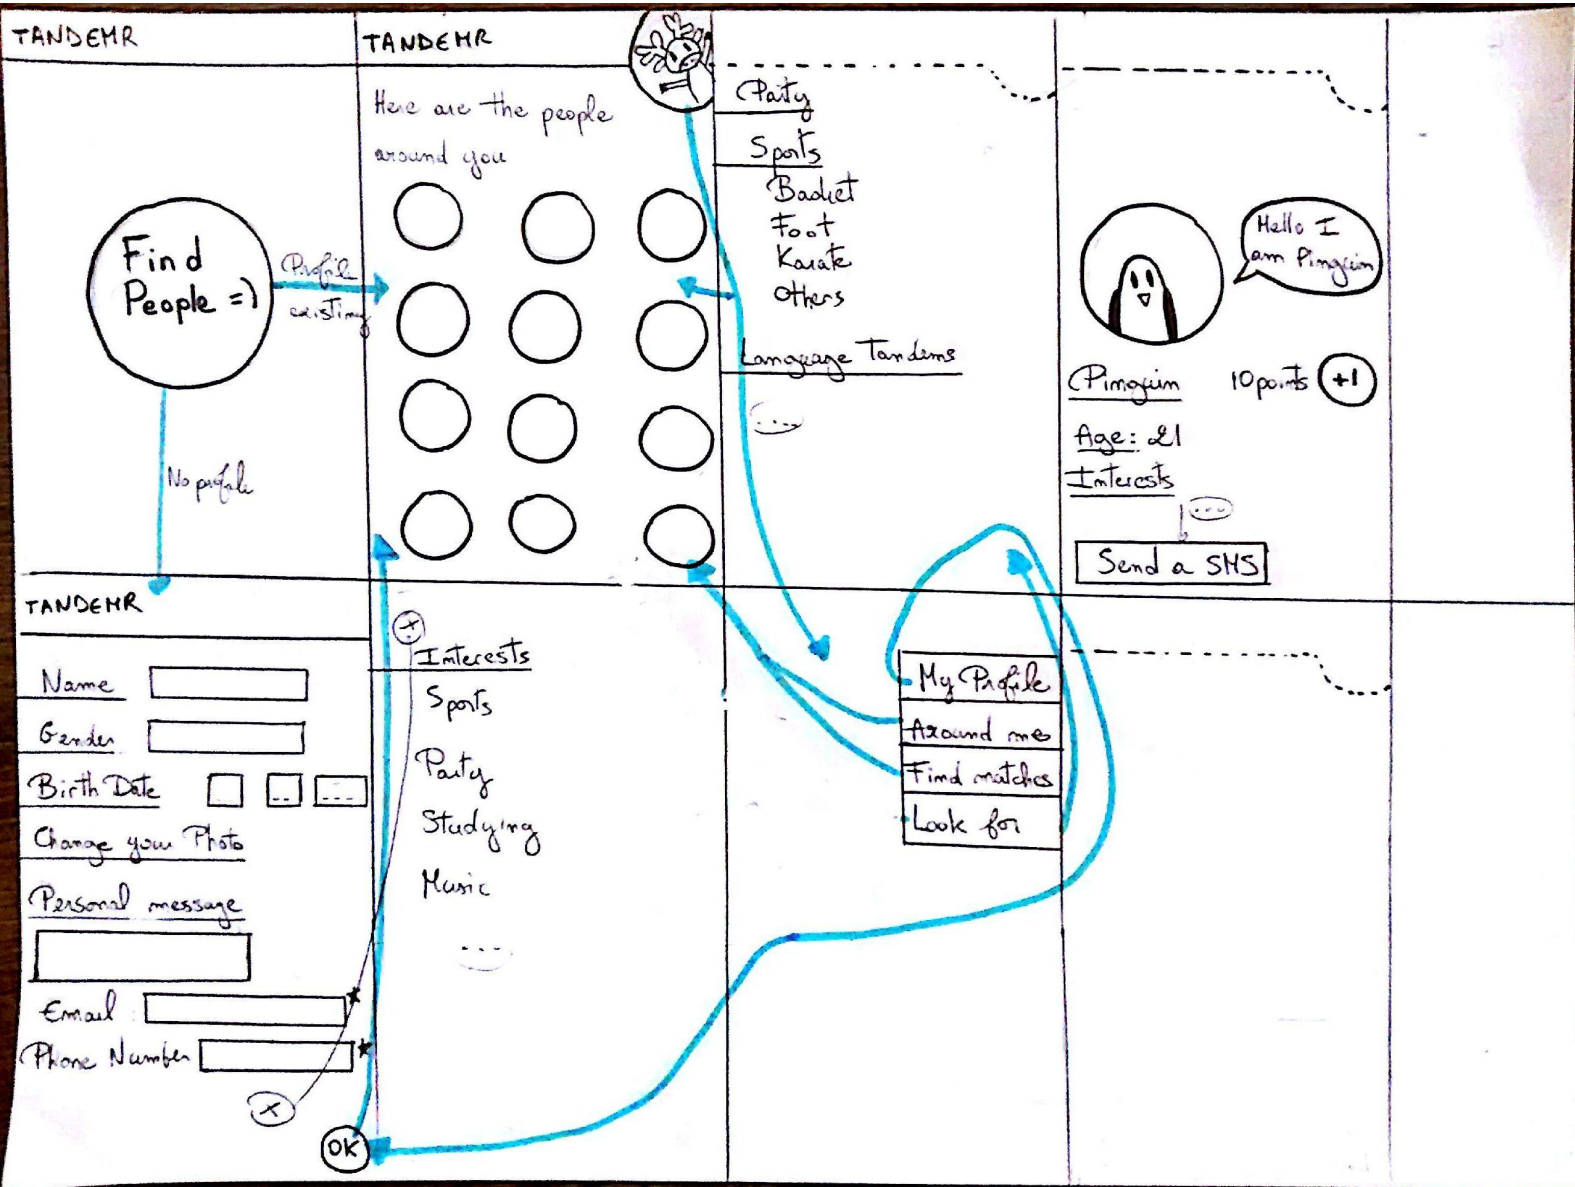 TANDEMR
Find
People =)
Profile
existing
No profile
TANDEMR
Here are the people
around you
Party
Sports
Basket
Foot
Karate
Others
Language Tandems
...
Hello I
am Pinguin
Pinguin
10 points
+1
Age: 21
Interests
...
Send a SMS
TANDEMR
Name
Gender
Birth Date
Change your Photo
Personal message
Email
Phone Number
X
OK
X
Interests
Sports
Party
Studying
Music
...
My Profile
Around me
Find matches
Look for